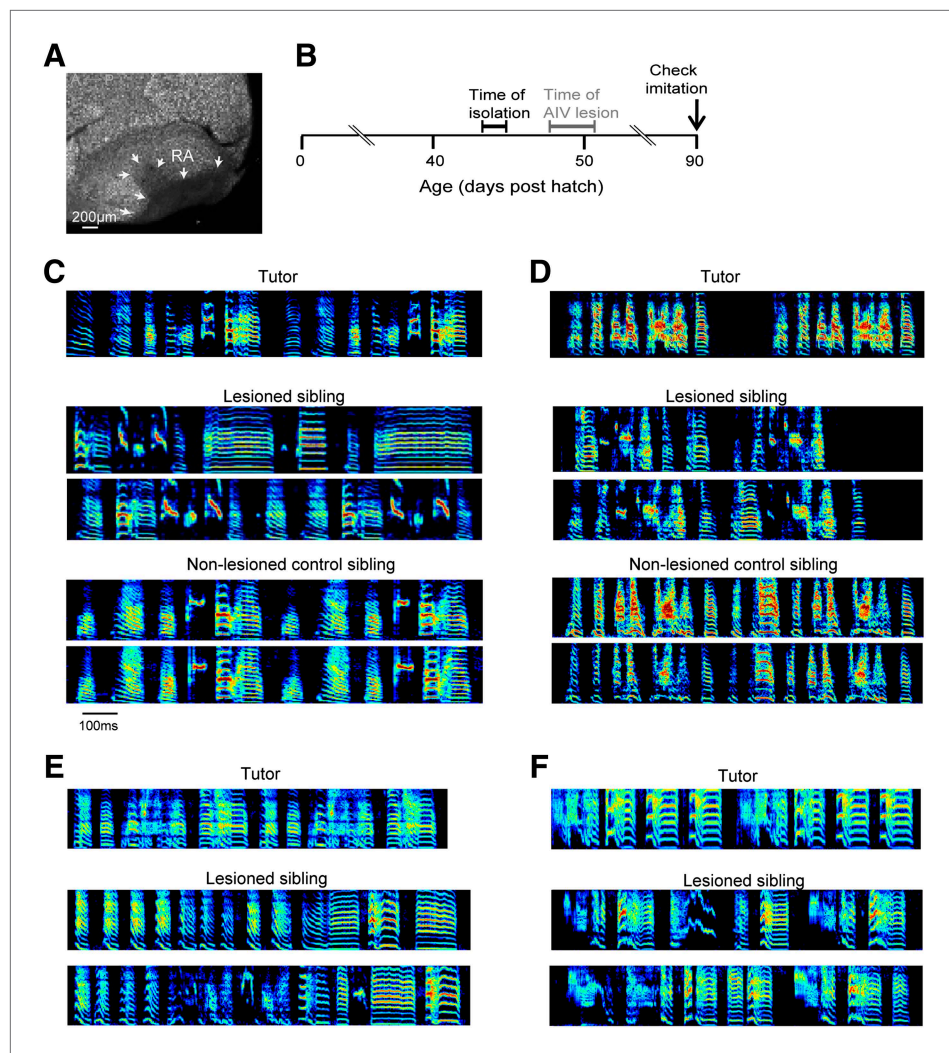 A
B
RA
200µm
Time of
isolation
Time of
AIV lesion
Check
imitation
0
40
50
90
Age (days post hatch)
C
D
Tutor
Tutor
Lesioned sibling
Lesioned sibling
Non-lesioned control sibling
Non-lesioned control sibling
100ms
E
F
Tutor
Tutor
Lesioned sibling
Lesioned sibling